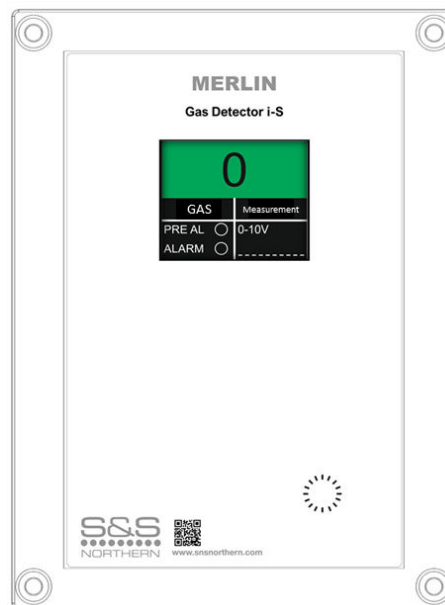 MERLIN
Gas Detector i-S
0
GAS Measurement
PRE AL 0-10V
ALARM
S&S
NORTHERN www.snsnorthern.com